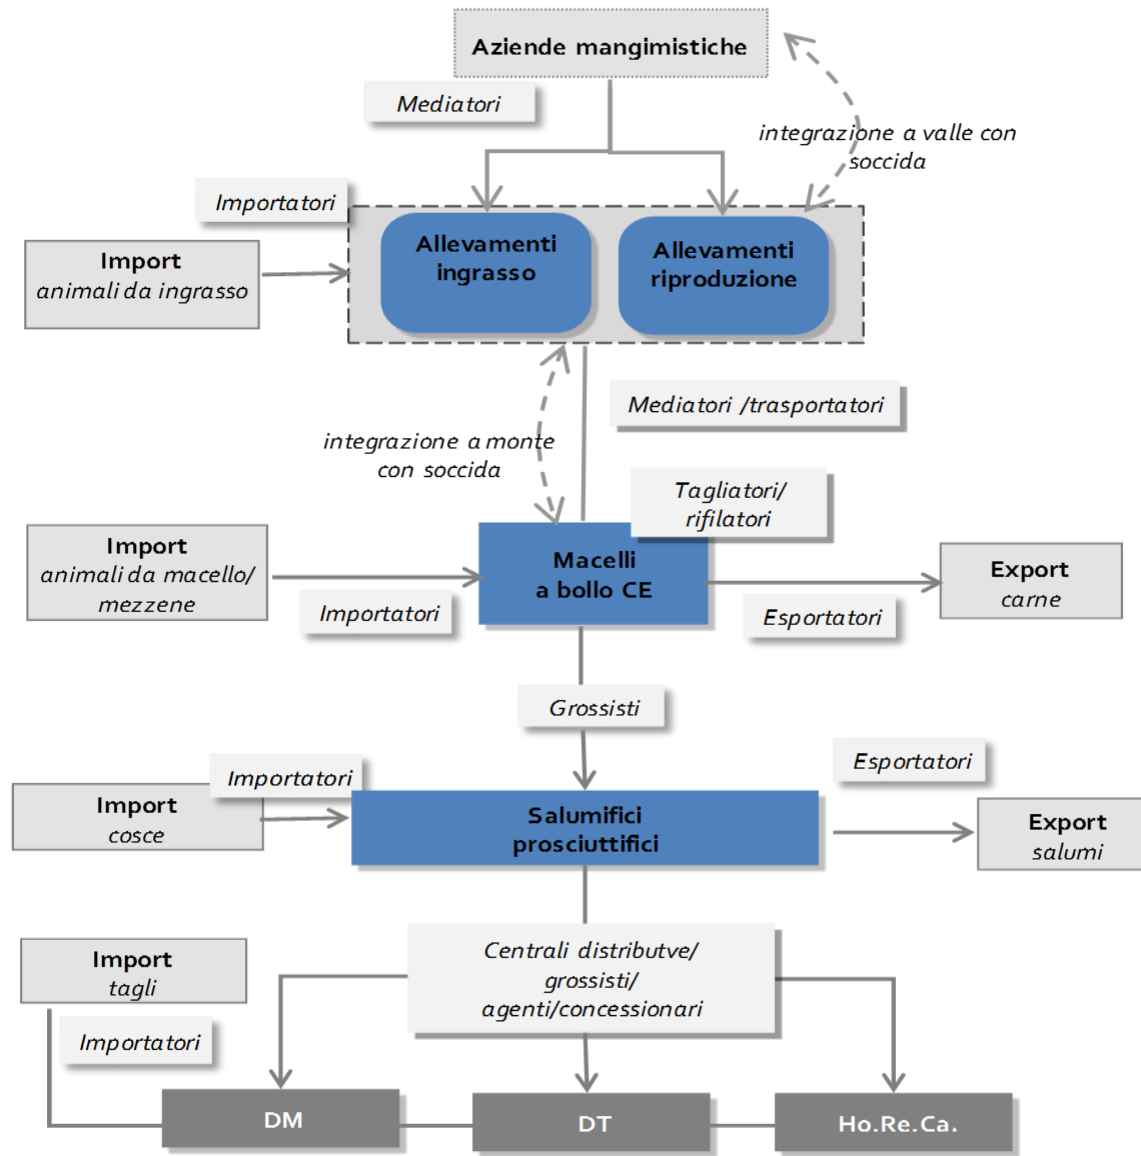 Aziende mangimistiche
Mediatori
integrazione a valle con
soccida
Importatori
Allevamenti
ingrasso
Allevamenti
riproduzione
Import
animali da ingrasso
Mediatori /trasportatori
integrazione a monte
con soccida
Tagliatori/
rifilatori
Import
animali da macello/
mezzene
Macelli
a bollo CE
Export
carne
Importatori
Esportatori
Grossisti
Importatori
Esportatori
Import
cosce
Salumifici
prosciuttifici
Export
salumi
Import
tagli
Centrali distributve/
grossisti/
agenti/concessionari
Importatori
DM
DT
Ho.Re.Ca.